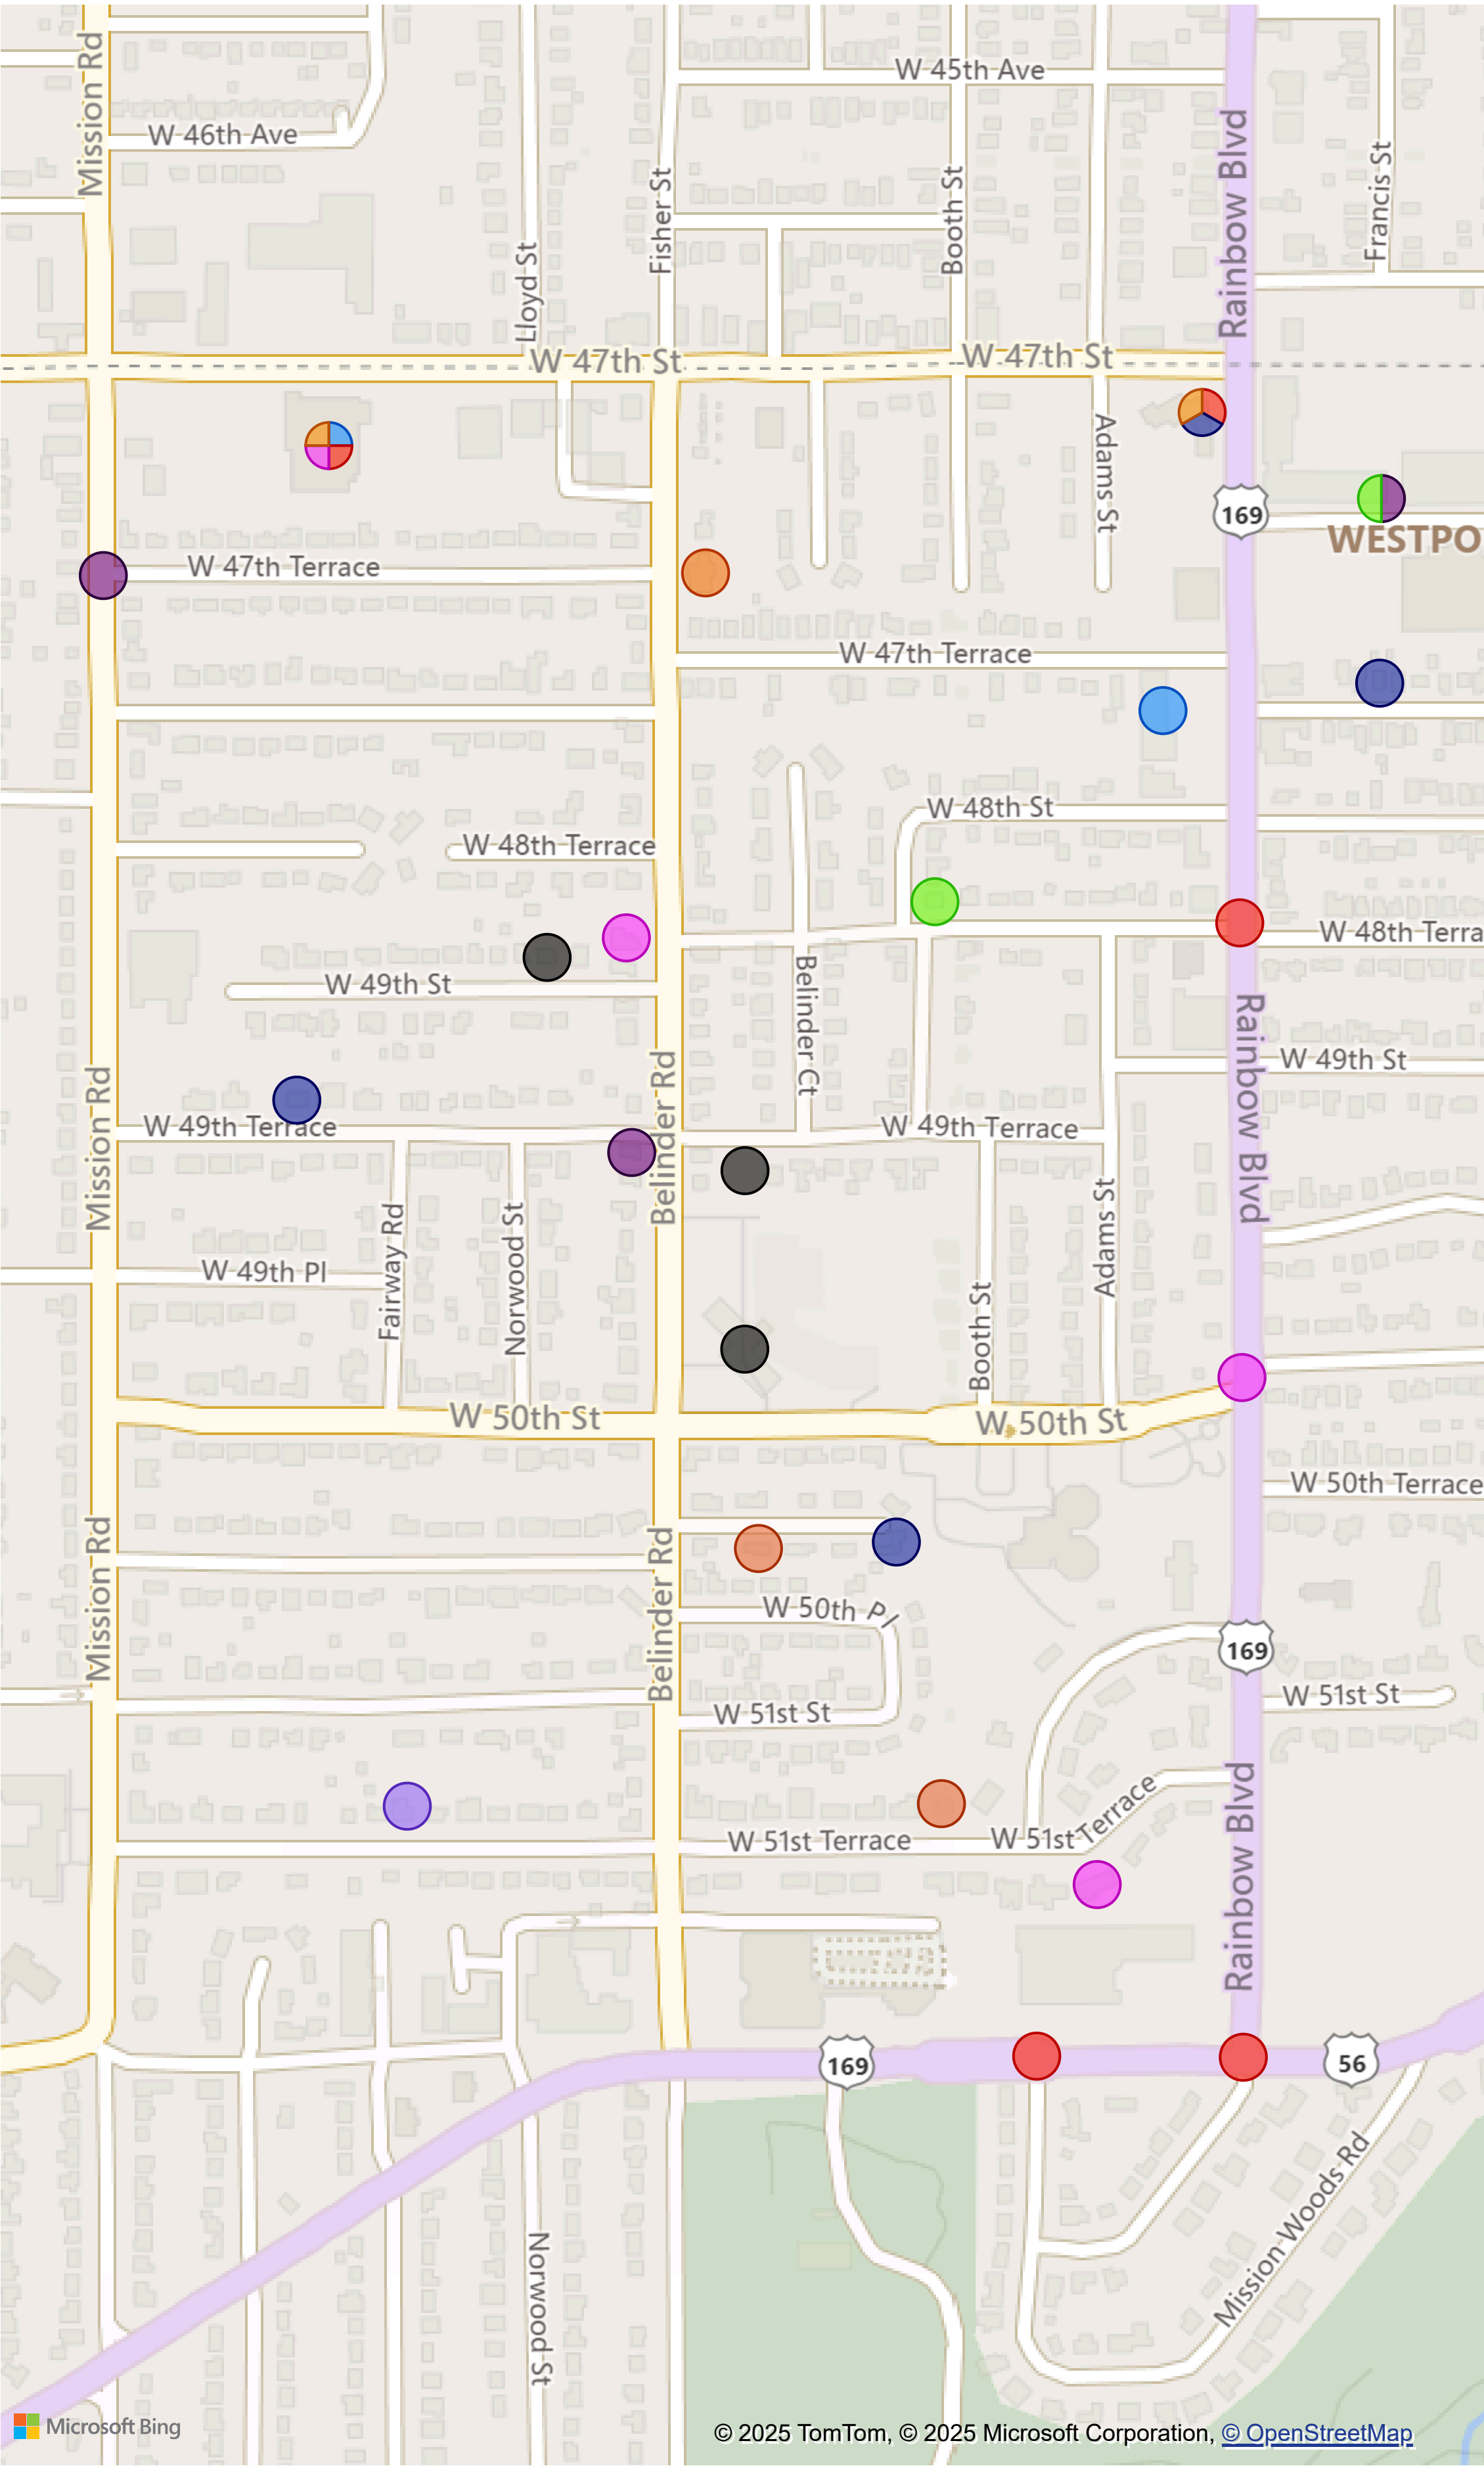 Mission Rd
W 45th Ave
W 46th Ave
Rainbow Blvd
Francis St
Fisher St
Booth St
Lloyd St
W 47th St
W 47th St
Adams St
169
WESTPO
W 47th Terrace
W 47th Terrace
W 48th St
W 48th Terrace
W 48th Terra
W 49th St
Belinder Ct
Rainbow Blvd
W 49th St
Mission Rd
Belinder Rd
W 49th Terrace
W 49th Terrace
Adams St
Fairway Rd
Norwood St
W 49th Pl
Booth St
W 50th St
W 50th St
W 50th Terrace
Mission Rd
Belinder Rd
W 50th Pl
169
W 51st St
W 51st St
Rainbow Blvd
W 51st Terrace
W 51st Terrace
169
56
Mission Woods Rd
Norwood St
Microsoft Bing
© 2025 TomTom, © 2025 Microsoft Corporation, © OpenStreetMap